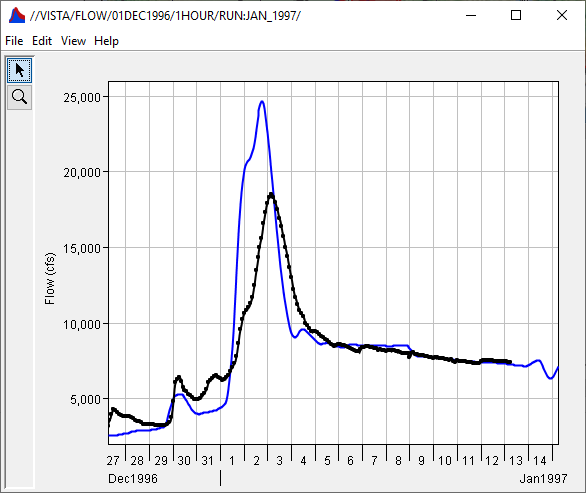 //VISTA/FLOW/01DEC1996/1HOUR/RUN:JAN_1997/
File Edit View Help
25,000
20,000
15,000
10,000
5,000
Flow (cfs)
27 28 29 30 31 1 2 3 4 5 6 7 8 9 10 11 12 13 14
Dec1996 Jan1997